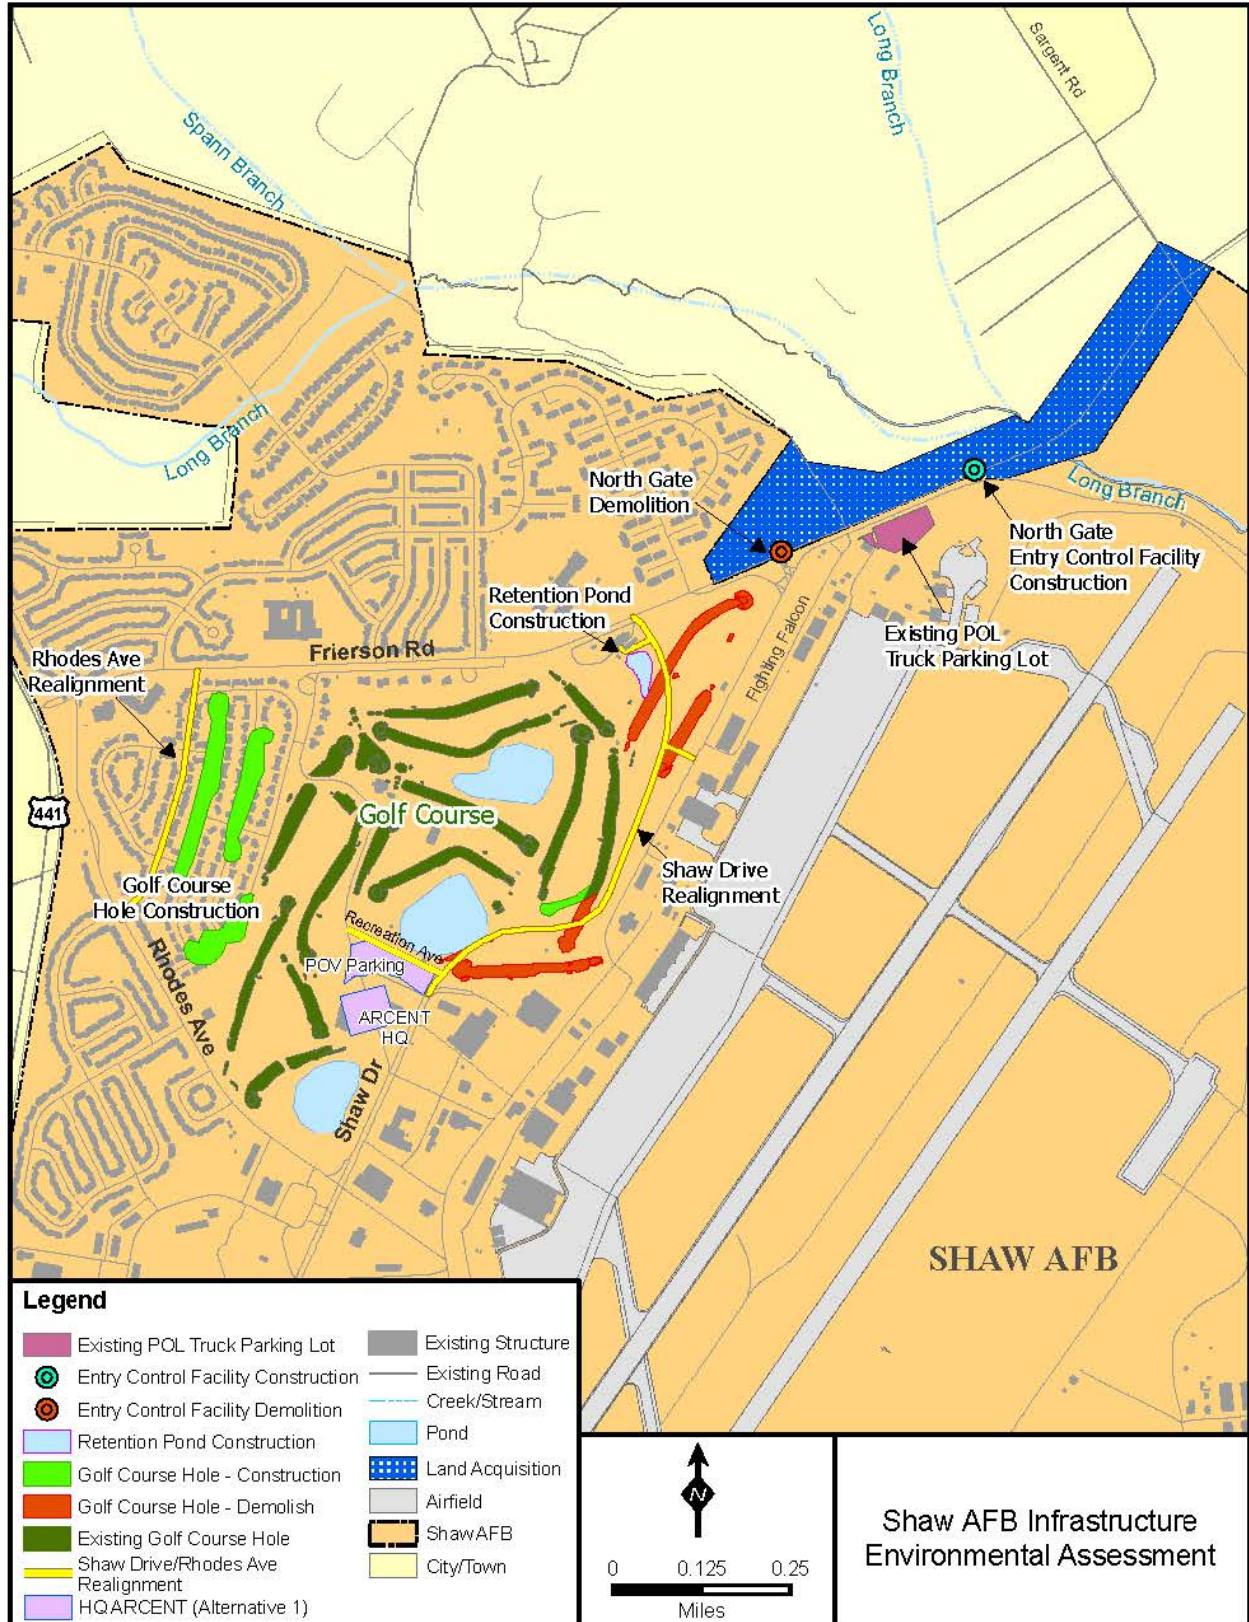 Spann Branch
Long
Branch
Sargent Rd
Long Branch
Long Branch
North Gate
Demolition
North Gate
Entry Control Facility
Construction
Retention Pond
Construction
Existing POL
Truck Parking Lot
Fighting Falcon
Frierson Rd
Rhodes Ave
Realignment
441
Golf Course
Golf Course
Hole Construction
Shaw Drive
Realignment
Recreation Ave
POV Parking
Rhodes Ave
ARCENT
HQ
Shaw Dr
SHAW AFB
Legend
Existing POL Truck Parking Lot
Entry Control Facility Construction
Entry Control Facility Demolition
Retention Pond Construction
Golf Course Hole - Construction
Golf Course Hole - Demolish
Existing Golf Course Hole
Shaw Drive/Rhodes Ave
Realignment
HQ ARCENT (Alternative 1)
Existing Structure
Existing Road
Creek/Stream
Pond
Land Acquisition
Airfield
Shaw AFB
City/Town
N
0 0.125 0.25
Miles
Shaw AFB Infrastructure
Environmental Assessment